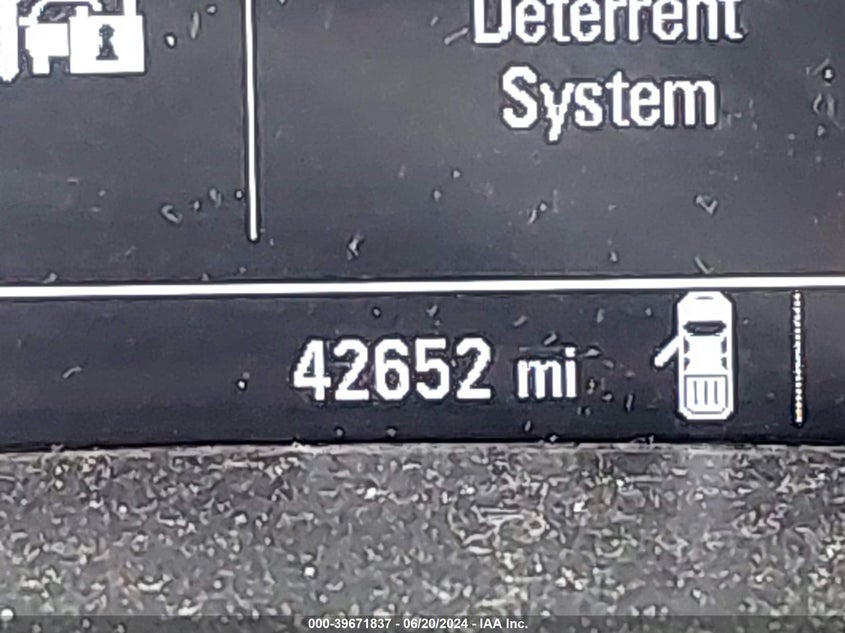 Deterrent
System
42652 mi
000-39671837 - 06/20/2024 - IAA Inc.